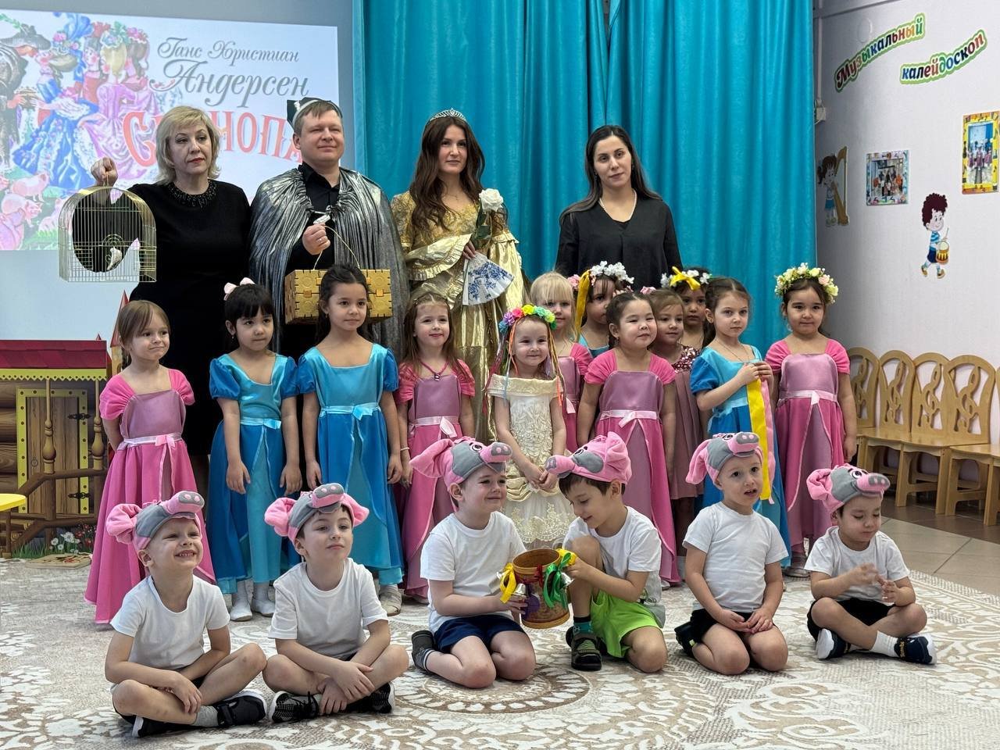 Ганс Христиан
Андерсен
Музыкальный
калейдоскоп